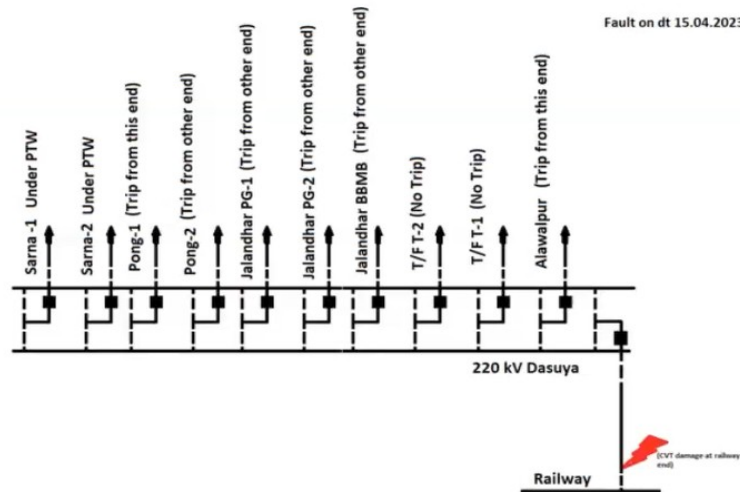 Fault on dt 15.04.2023
Sarna -1 Under PTW
Sarna-2 Under PTW
Pong-1 (Trip from this end)
Pong-2 (Trip from other end)
Jalandhar PG-1 (Trip from other end)
Jalandhar PG-2 (Trip from other end)
Jalandhar BBMB (Trip from other end)
T/F T-2 (No Trip)
T/F T-1 (No Trip)
Alawalpur (Trip from this end)
220 kV Dasuya
(CVT damage at railway
end)
Railway